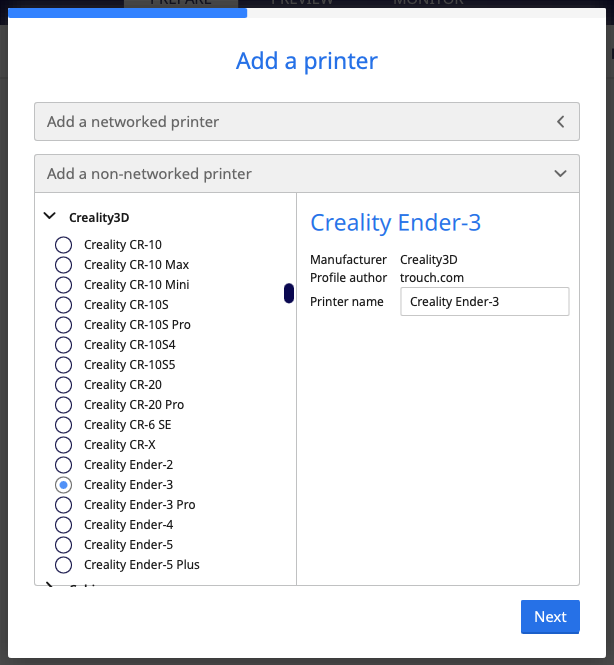 PREPARE PREVIEW MONITOR
Add a printer
Add a networked printer
Add a non-networked printer
Creality3D
Creality CR-10
Creality CR-10 Max
Creality CR-10 Mini
Creality CR-10S
Creality CR-10S Pro
Creality CR-10S4
Creality CR-10S5
Creality CR-20
Creality CR-20 Pro
Creality CR-6 SE
Creality CR-X
Creality Ender-2
Creality Ender-3
Creality Ender-3 Pro
Creality Ender-4
Creality Ender-5
Creality Ender-5 Plus
Creality Ender-3
Manufacturer Creality3D
Profile author trouch.com
Printer name Creality Ender-3
Next